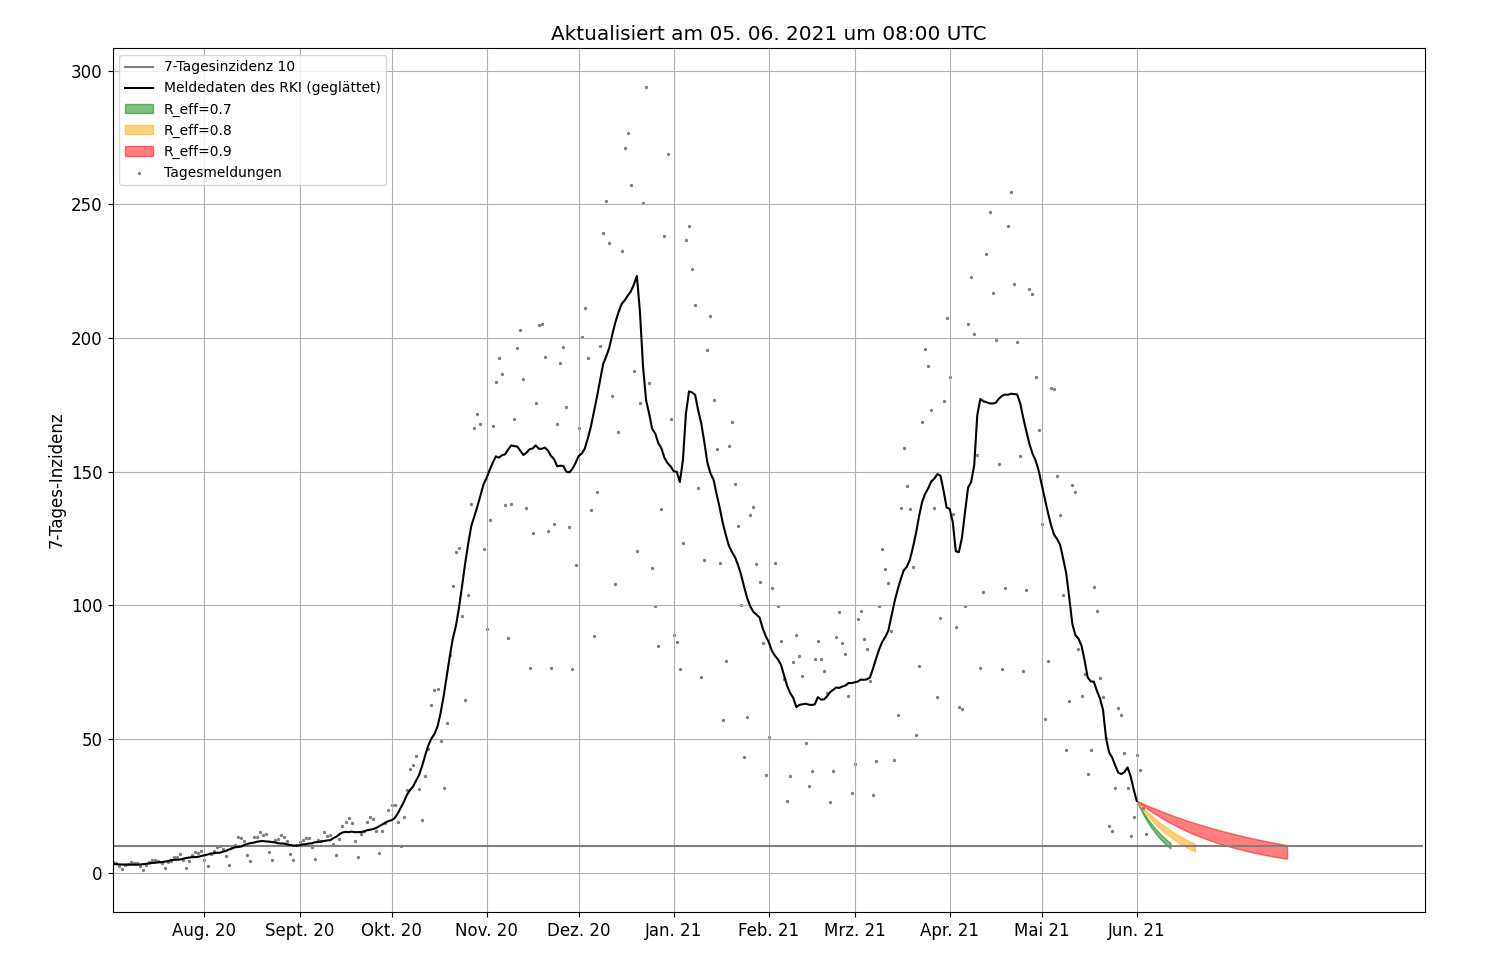 Aktualisiert am 05. 06. 2021 um 08:00 UTC
7-Tagesinzidenz 10
Meldedaten des RKI (geglättet)
R_eff=0.7
R_eff=0.8
R_eff=0.9
Tagesmeldungen
7-Tages-Inzidenz
300
250
200
150
100
50
0
Aug. 20
Sept. 20
Okt. 20
Nov. 20
Dez. 20
Jan. 21
Feb. 21
Mrz. 21
Apr. 21
Mai 21
Jun. 21